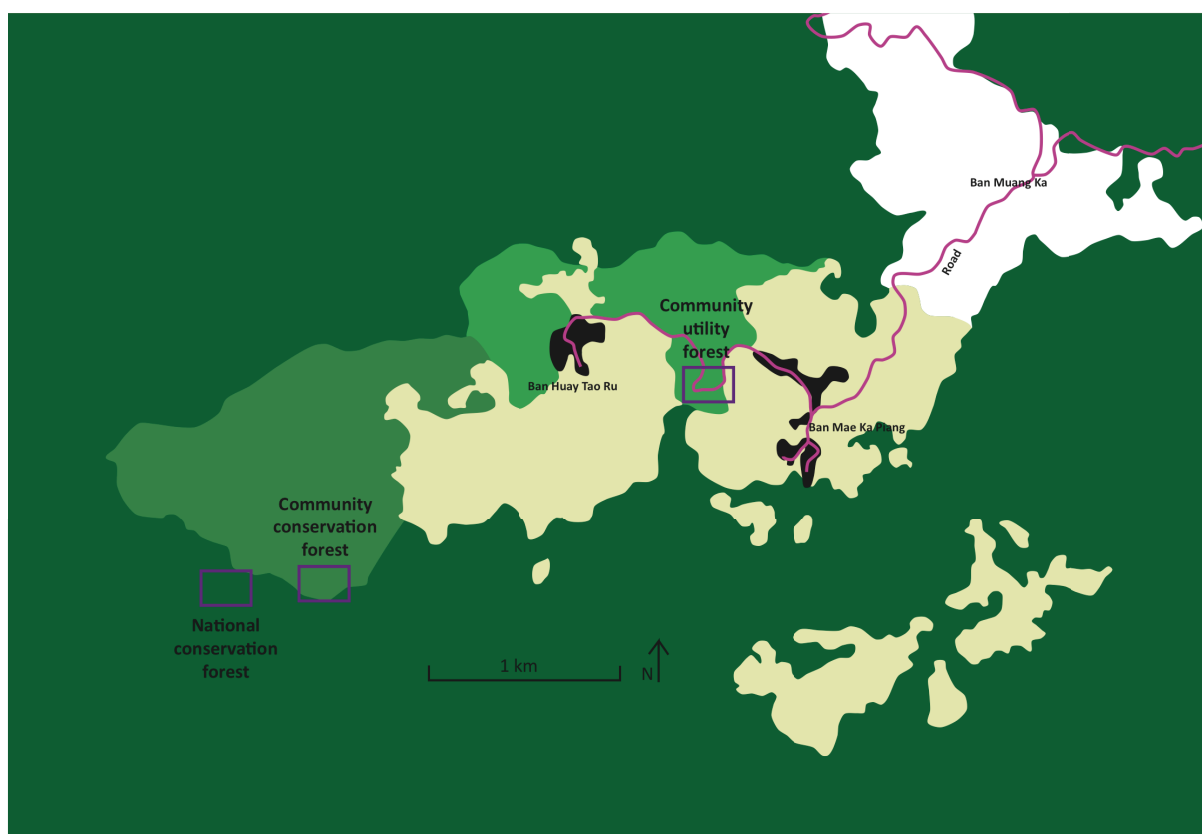 Ban Muang Ka
Road
Community
utility
forest
Ban Huay Tao Ru
Ban Mae Ka Piang
Community
conservation
forest
National
conservation
forest
1 km
N